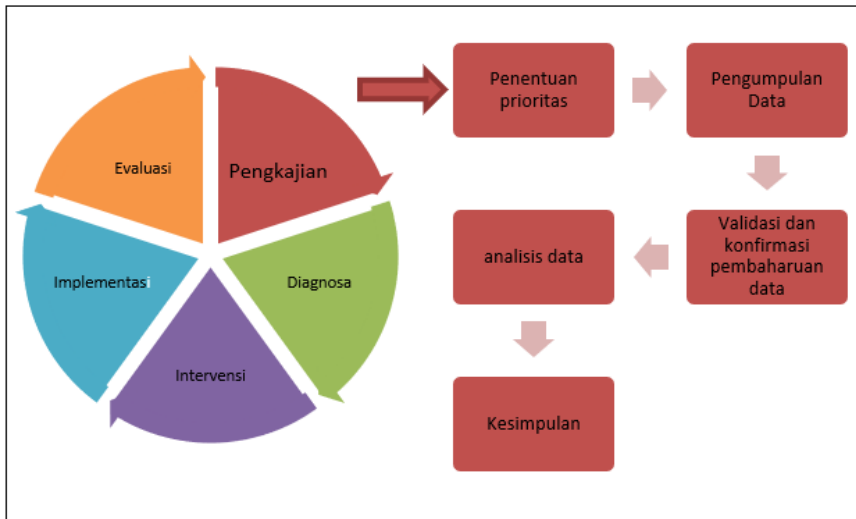 Pengkajian
Diagnosa
Intervensi
Implementasi
Evaluasi
Penentuan
prioritas
Pengumpulan
Data
Validasi dan
konfirmasi
pembaharuan
data
analisis data
Kesimpulan